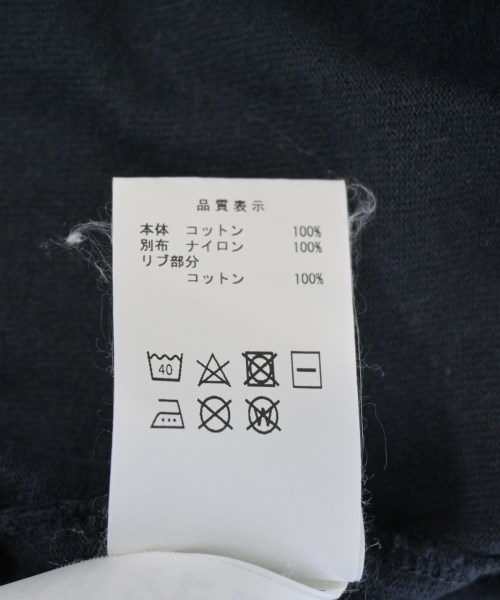 品質表示
本体 コットン 100%
別布 ナイロン 100%
リブ部分
コットン 100%
40
W